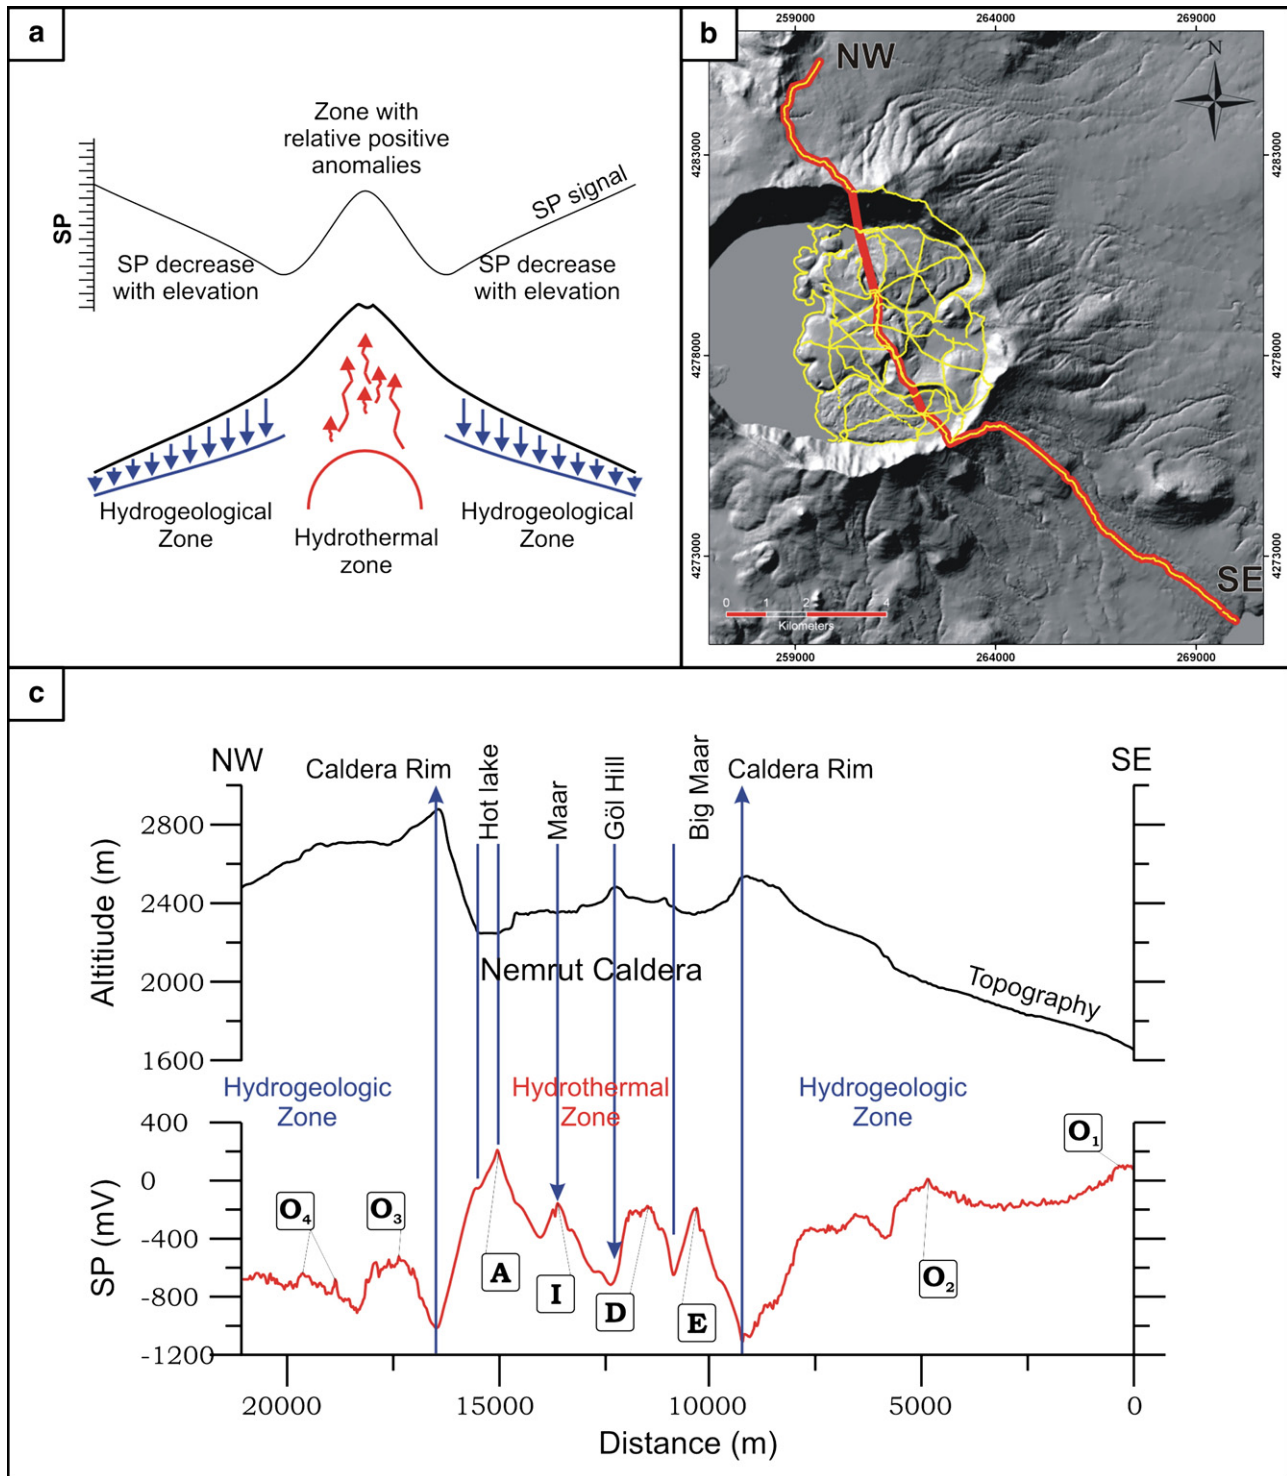 a
Zone with
relative positive
anomalies
SP
SP signal
SP decrease
with elevation
SP decrease
with elevation
Hydrogeological
Zone
Hydrothermal
zone
Hydrogeological
Zone
b
259000
264000
269000
NW
N
4283000
4283000
4278000
4278000
4273000
4273000
SE
0 1 2 4
Kilometers
259000
264000
269000
c
NW
SE
Caldera Rim
Hot lake
Maar
Göl Hill
Big Maar
Caldera Rim
Altitiude (m)
2800
2400
2000
1600
Nemrut Caldera
Topography
Hydrogeologic
Zone
Hydrothermal
Zone
Hydrogeologic
Zone
SP (mV)
400
0
-400
-800
-1200
O4
O3
A
I
D
E
O2
O1
20000
15000
10000
5000
0
Distance (m)